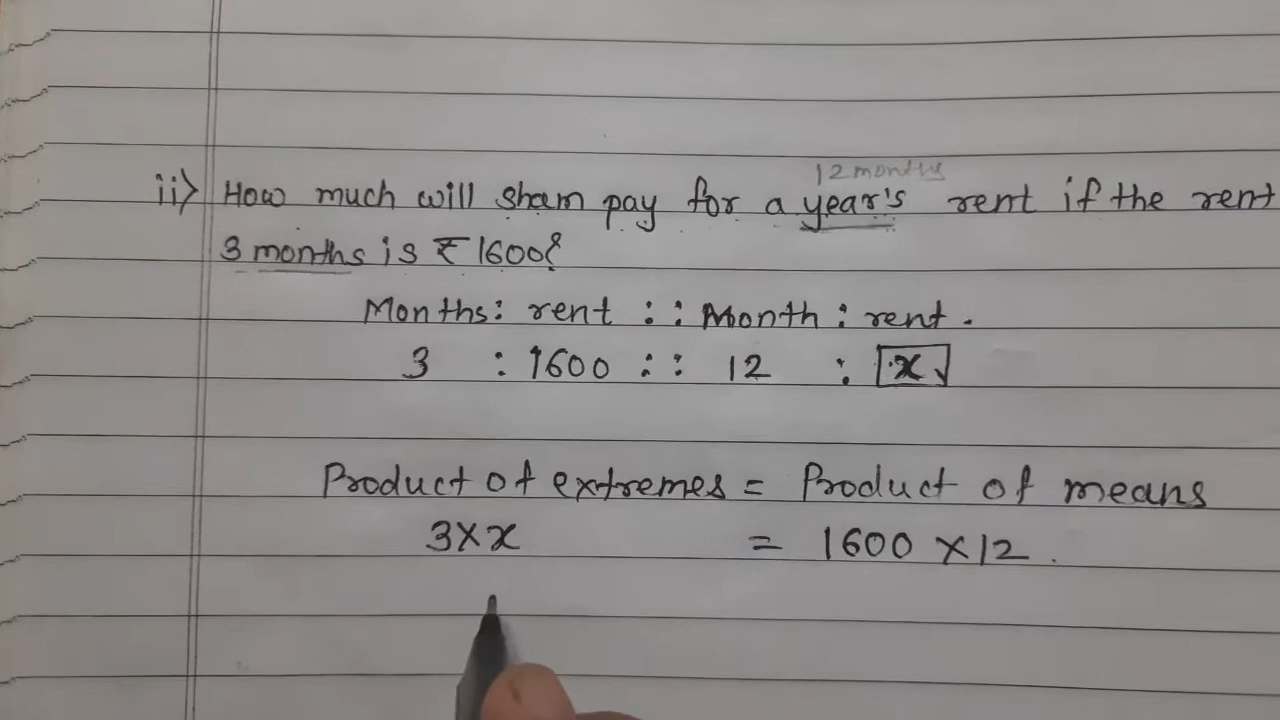 12 months
ii) How much will sham pay for a year's rent if the rent
3 months is ₹ 1600?
Months : rent :: Month : rent.
3 : 1600 :: 12 : x
Product of extremes = Product of means
3 × x = 1600 × 12.